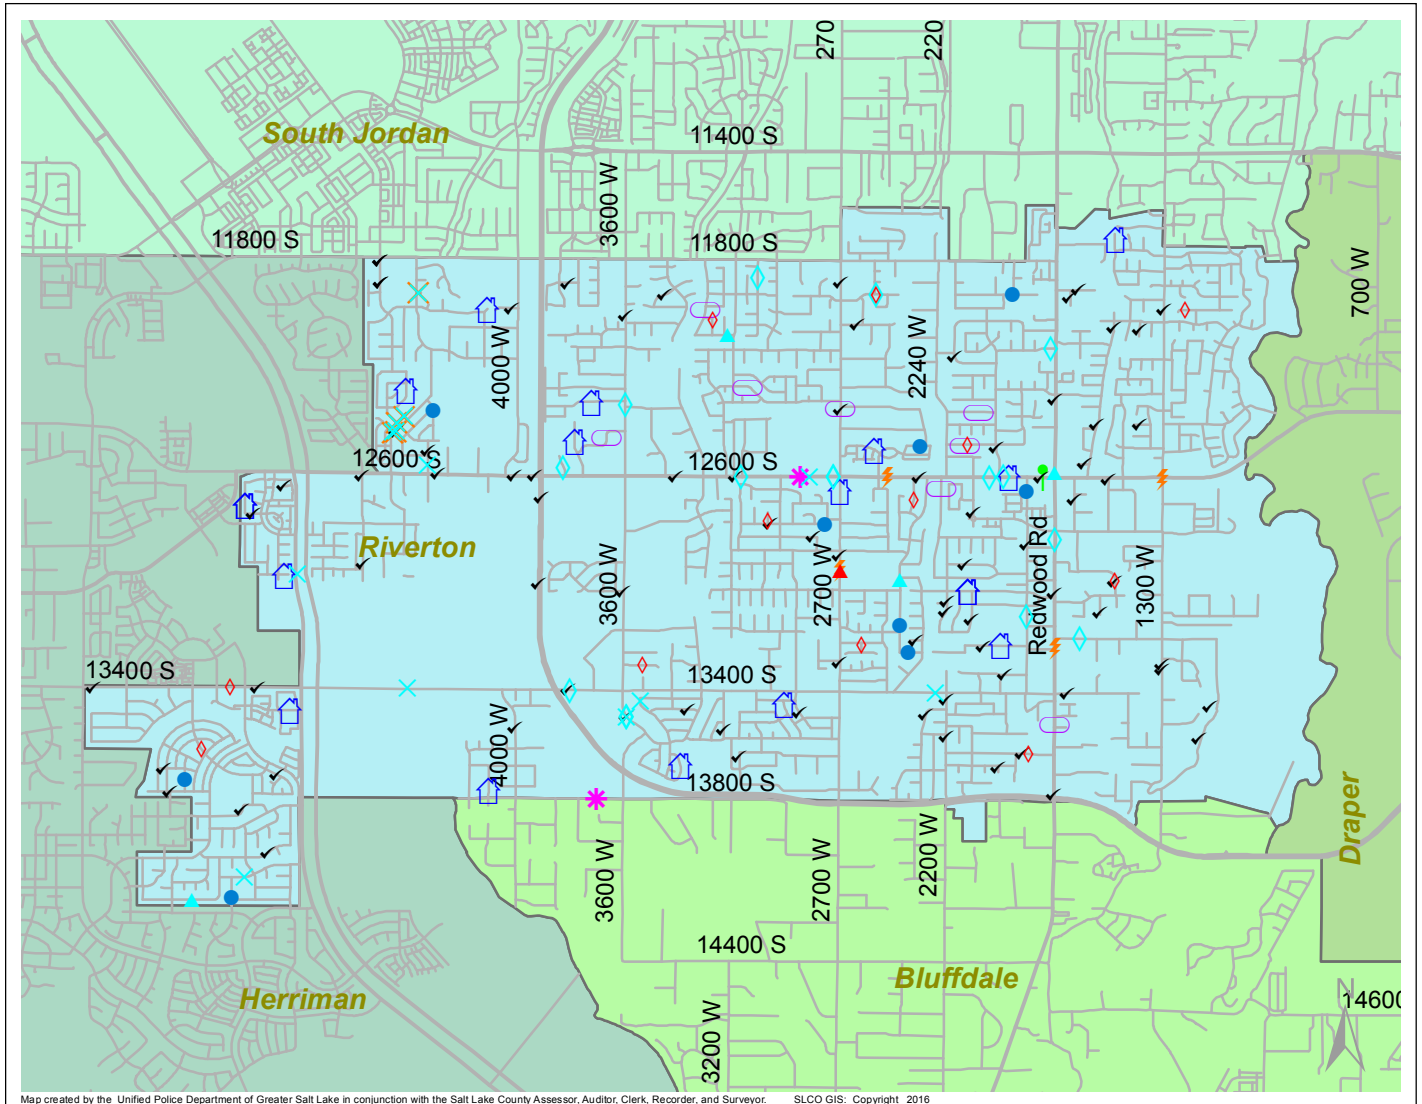 270
220
South Jordan
11400 S
3600 W
11800 S
11800 S
700 W
4000 W
2240 W
12600 S
12600 S
Riverton
3600 W
2700 W
Redwood Rd
1300 W
13400 S
13400 S
4000 W
13800 S
Draper
3600 W
2700 W
2200 W
14400 S
Bluffdale
Herriman
N
14600
3200 W
Map created by the Unified Police Department of Greater Salt Lake in conjunction with the Salt Lake County Assessor, Auditor, Clerk, Recorder, and Surveyor. SLCO GIS: Copyright 2016